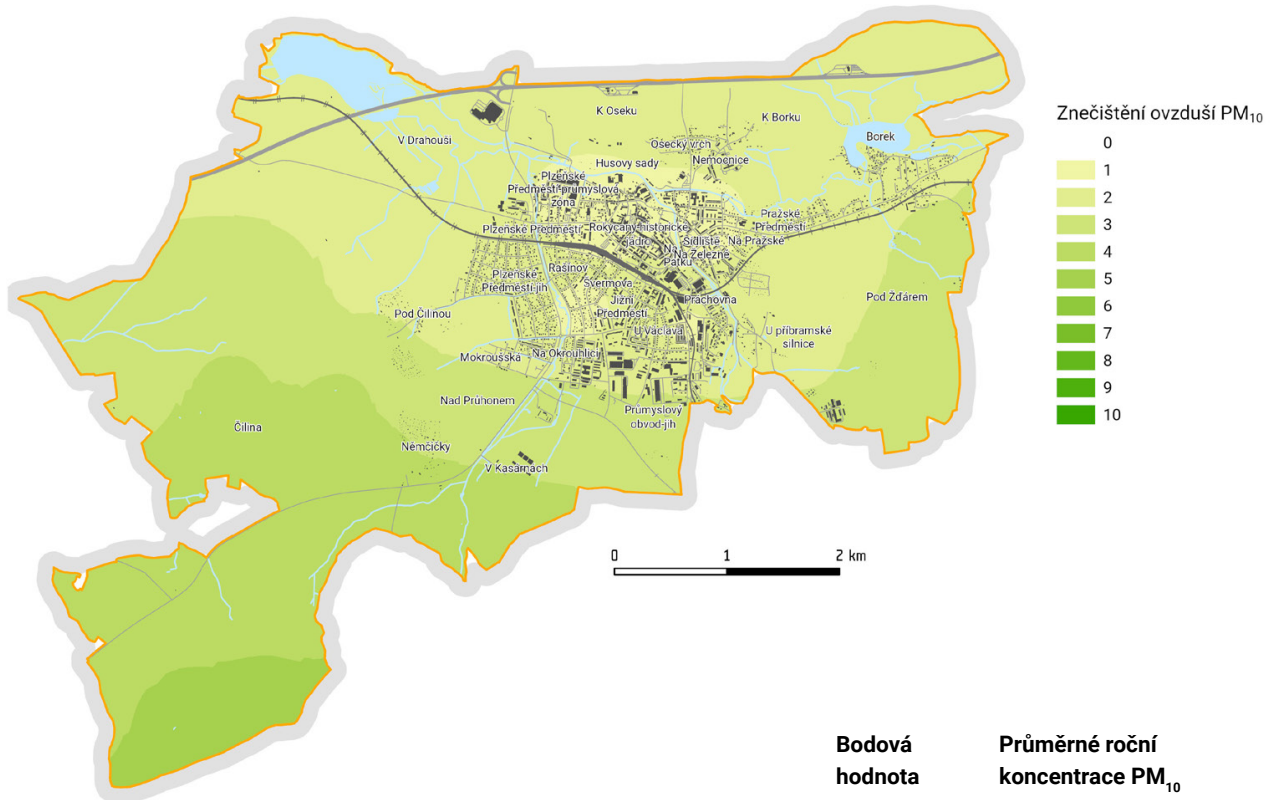 Znečištění ovzduší PM₁₀
0
1
2
3
4
5
6
7
8
9
10
K Oseku
K Borku
V Drahouši
Borek
Osecký vrch
Husovy sady
Nemocnice
Plzeňské
Předměstí-průmyslová
zóna
Pražské
Předměstí
Plzeňské Předměstí
Rokycany-historické
jádro
Na
Pátku
Sídliště
Na Železné
Na Pražské
Rašínov
Plzeňské
Předměstí-jih
Švermova
Jižní
Předměstí
Práchovna
Pod Žďárem
Pod Čilinou
U Václava
U příbramské
silnice
Mokroušská
Na Okrouhlici
Nad Průhonem
Průmyslový
obvod-jih
Čilina
Němčičky
V Kasárnách
0 1 2 km
Bodová
hodnota
Průměrné roční
koncentrace PM₁₀